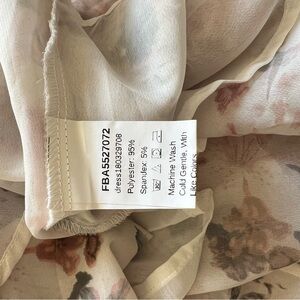 FBA5527072
dress180329708
Polyester: 95%
Spandex: 5%
Machine Wash
Cold Gentle, With
Like Colors